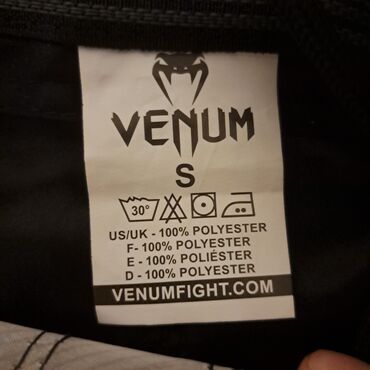 VENUM
S
30°
US/UK - 100% POLYESTER
F- 100% POLYESTER
E - 100% POLIÉSTER
D - 100% POLYESTER
VENUMFIGHT.COM